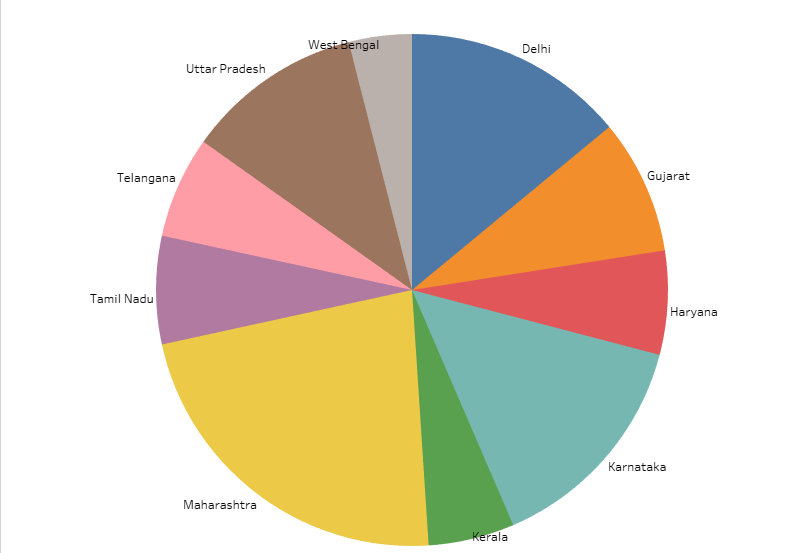 West Bengal
Delhi
Uttar Pradesh
Gujarat
Telangana
Tamil Nadu
Haryana
Karnataka
Maharashtra
Kerala